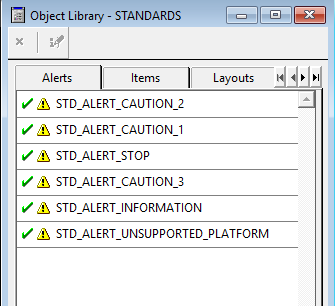 Object Library - STANDARDS
Alerts Items Layouts
STD_ALERT_CAUTION_2
STD_ALERT_CAUTION_1
STD_ALERT_STOP
STD_ALERT_CAUTION_3
STD_ALERT_INFORMATION
STD_ALERT_UNSUPPORTED_PLATFORM